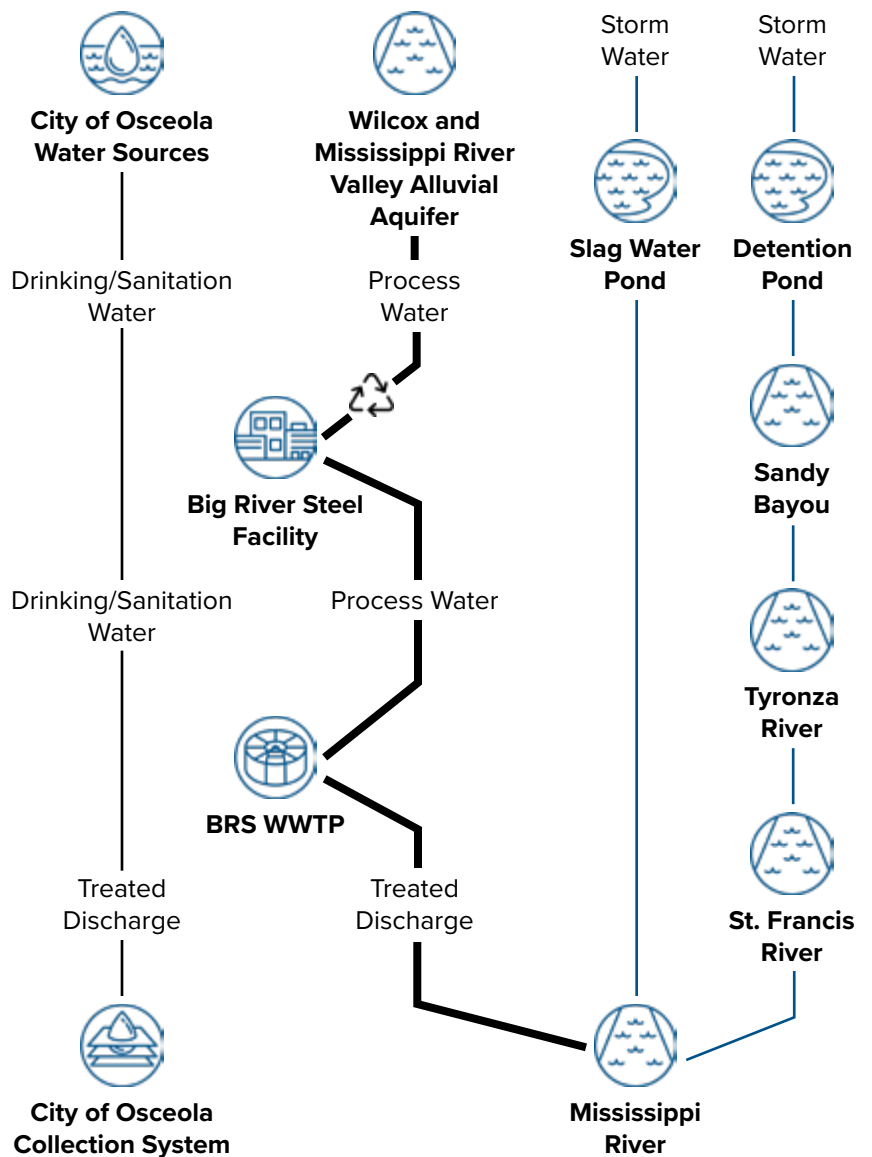 City of Osceola
Water Sources
Drinking/Sanitation
Water
Drinking/Sanitation
Water
Treated
Discharge
City of Osceola
Collection System
Wilcox and
Mississippi River
Valley Alluvial
Aquifer
Process
Water
Big River Steel
Facility
Process Water
BRS WWTP
Treated
Discharge
Storm
Water
Slag Water
Pond
Storm
Water
Detention
Pond
Sandy
Bayou
Tyronza
River
St. Francis
River
Mississippi
River